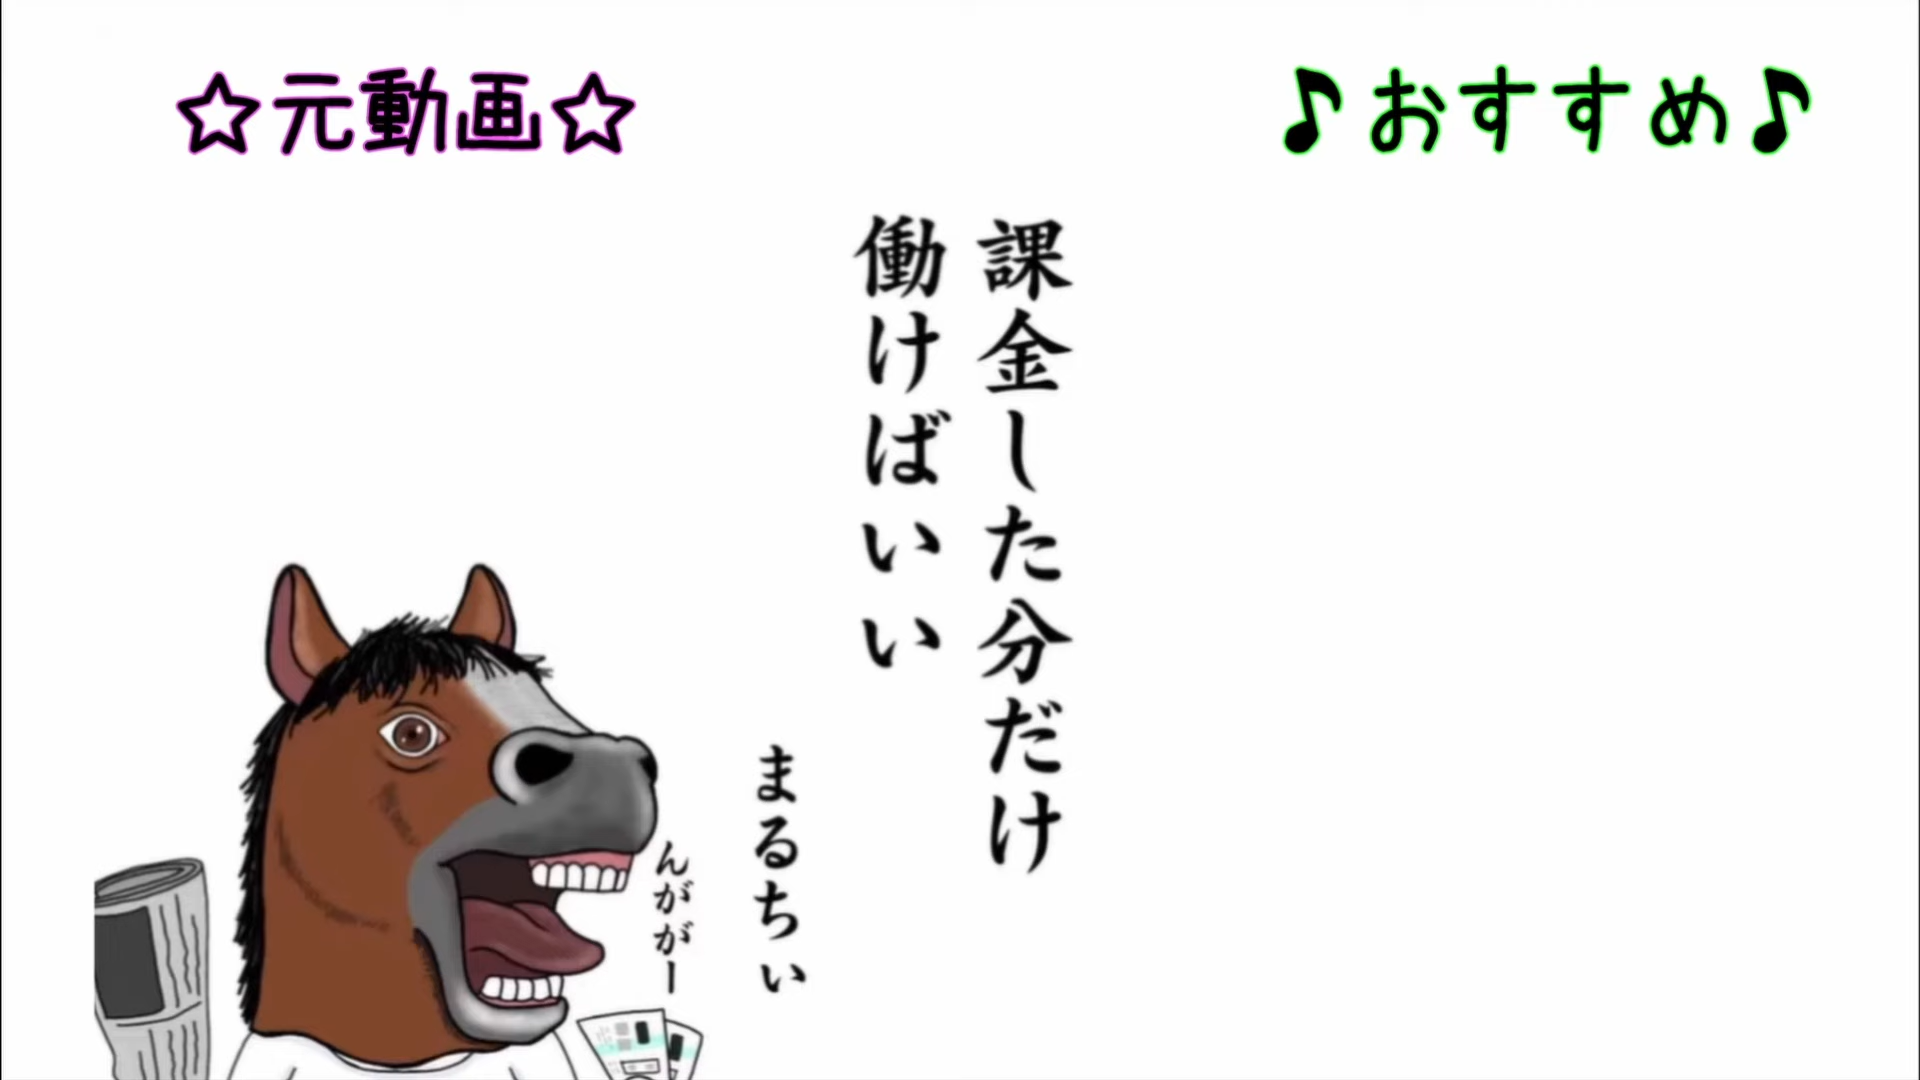 ☆元動画☆
♪おすすめ♪
課金した分だけ
働けばいい
まるちぃ
んががー